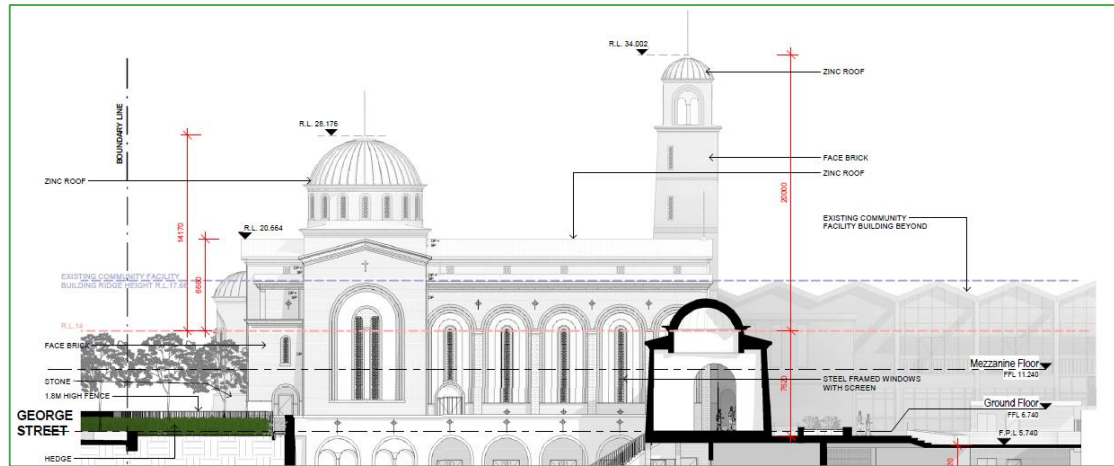 R.L. 34.002
ZINC ROOF
R.L. 28.176
BOUNDARY LINE
FACE BRICK
ZINC ROOF
ZINC ROOF
14170
20000
EXISTING COMMUNITY
FACILITY BUILDING BEYOND
R.L. 20.664
EXISTING COMMUNITY FACILITY
BUILDING RIDGE HEIGHT R.L.17.66
R.L.14
FACE BRICK
Mezzanine Floor
FFL 11.240
STONE
STEEL FRAMED WINDOWS
WITH SCREEN
7620
1.8M HIGH FENCE
Ground Floor
FFL 6.740
GEORGE
STREET
F.P.L 5.740
HEDGE